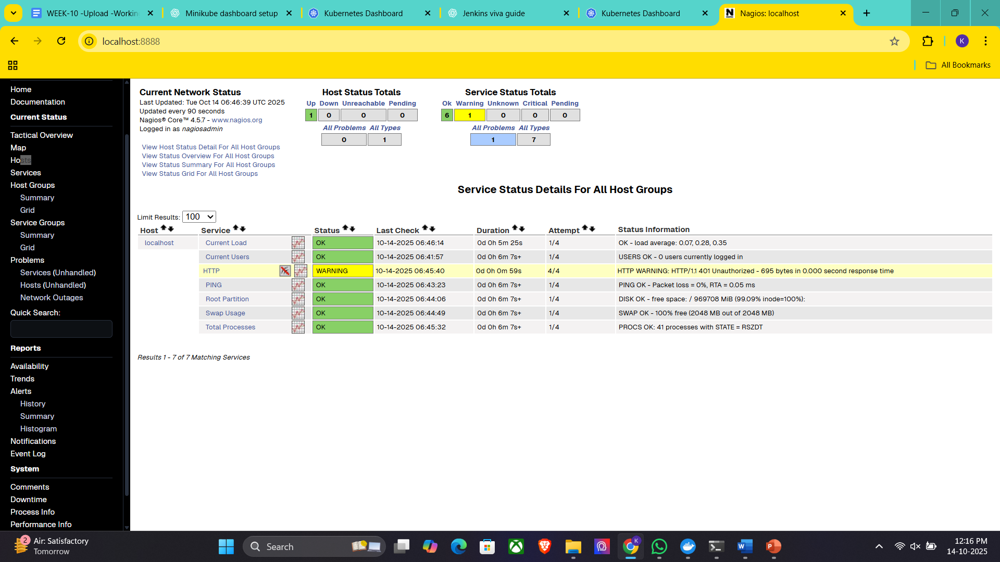 WEEK-10 -Upload -Workin
Minikube dashboard setup
Kubernetes Dashboard
Jenkins viva guide
Kubernetes Dashboard
Nagios: localhost
localhost:8888
K
All Bookmarks
Home
Documentation
Current Status
Tactical Overview
Map
Hosts
Services
Host Groups
Summary
Grid
Service Groups
Summary
Grid
Problems
Services (Unhandled)
Hosts (Unhandled)
Network Outages
Quick Search:
Reports
Availability
Trends
Alerts
History
Summary
Histogram
Notifications
Event Log
System
Comments
Downtime
Process Info
Performance Info
Current Network Status
Last Updated: Tue Oct 14 06:46:39 UTC 2025
Updated every 90 seconds
Nagios® Core™ 4.5.7 - www.nagios.org
Logged in as nagiosadmin
View Host Status Detail For All Host Groups
View Status Overview For All Host Groups
View Status Summary For All Host Groups
View Status Grid For All Host Groups
Host Status Totals
Up Down Unreachable Pending
1 0 0 0
All Problems All Types
0 1
Service Status Totals
Ok Warning Unknown Critical Pending
6 1 0 0 0
All Problems All Types
1 7
Service Status Details For All Host Groups
Limit Results: 100
Host Service Status Last Check Duration Attempt Status Information
localhost Current Load OK 10-14-2025 06:46:14 0d 0h 5m 25s 1/4 OK - load average: 0.07, 0.28, 0.35
Current Users OK 10-14-2025 06:41:57 0d 0h 6m 7s+ 1/4 USERS OK - 0 users currently logged in
HTTP WARNING 10-14-2025 06:45:40 0d 0h 0m 59s 4/4 HTTP WARNING: HTTP/1.1 401 Unauthorized - 695 bytes in 0.000 second response time
PING OK 10-14-2025 06:43:23 0d 0h 6m 7s+ 1/4 PING OK - Packet loss = 0%, RTA = 0.05 ms
Root Partition OK 10-14-2025 06:44:06 0d 0h 6m 7s+ 1/4 DISK OK - free space: / 969708 MiB (99.09% inode=100%):
Swap Usage OK 10-14-2025 06:44:49 0d 0h 6m 7s+ 1/4 SWAP OK - 100% free (2048 MB out of 2048 MB)
Total Processes OK 10-14-2025 06:45:32 0d 0h 6m 7s+ 1/4 PROCS OK: 41 processes with STATE = RSZDT
Results 1 - 7 of 7 Matching Services
2
Air: Satisfactory
Tomorrow
Search
K
W
P
12:16 PM
14-10-2025